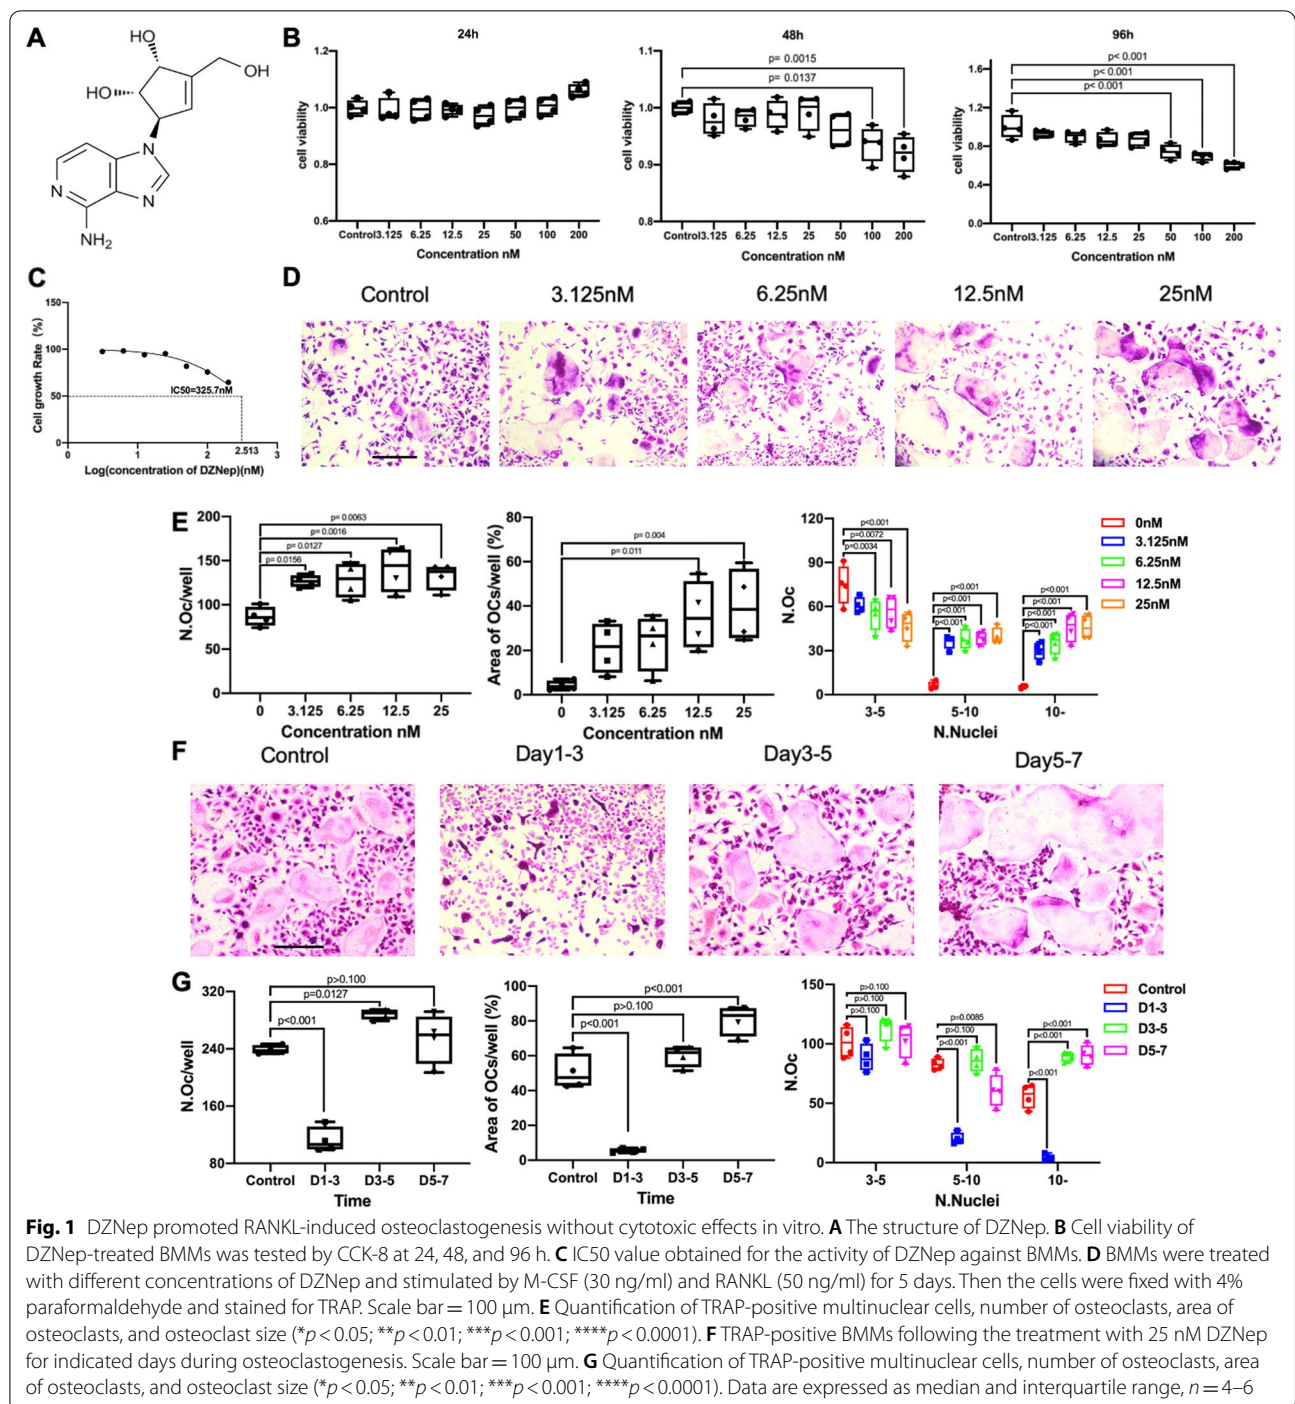 A
HO
OH
HO
N
N
N
NH2
B
24h
cell viability
1.2
1.0
0.8
0.6
Control 3.125 6.25 12.5 25 50 100 200
Concentration nM
48h
cell viability
1.1
1.0
0.9
0.8
p= 0.0015
p= 0.0137
Control 3.125 6.25 12.5 25 50 100 200
Concentration nM
96h
cell viability
1.6
1.2
0.8
0.4
0.0
p< 0.001
p< 0.001
p< 0.001
Control 3.125 6.25 12.5 25 50 100 200
Concentration nM
C
Cell growth Rate (%)
150
100
50
0
IC50=325.7nM
2.513
0 1 2 3
Log(concentration of DZNep)(nM)
D
Control 3.125nM 6.25nM 12.5nM 25nM
E
N.Oc/well
200
150
100
50
0
p= 0.0063
p= 0.0016
p= 0.0127
p= 0.0156
0 3.125 6.25 12.5 25
Concentration nM
Area of OCs/well (%)
80
60
40
20
0
p= 0.004
p= 0.011
0 3.125 6.25 12.5 25
Concentration nM
N.Oc
120
90
60
30
0
p<0.001
p=0.0072
p=0.0034
p<0.001
p<0.001
p<0.001
p<0.001
p<0.001
p<0.001
p<0.001
p<0.001
3-5 5-10 10-
N.Nuclei
0nM
3.125nM
6.25nM
12.5nM
25nM
F
Control Day1-3 Day3-5 Day5-7
G
N.Oc/well
320
240
160
80
p>0.100
p=0.0127
p<0.001
Control D1-3 D3-5 D5-7
Time
Area of OCs/well (%)
100
80
60
40
20
0
p<0.001
p>0.100
p<0.001
Control D1-3 D3-5 D5-7
Time
N.Oc
150
100
50
0
p>0.100
p>0.100
p>0.100
p=0.0085
p>0.100
p<0.001
p<0.001
p<0.001
p<0.001
3-5 5-10 10-
N.Nuclei
Control
D1-3
D3-5
D5-7
Fig. 1 DZNep promoted RANKL-induced osteoclastogenesis without cytotoxic effects in vitro. A The structure of DZNep. B Cell viability of
DZNep-treated BMMs was tested by CCK-8 at 24, 48, and 96 h. C IC50 value obtained for the activity of DZNep against BMMs. D BMMs were treated
with different concentrations of DZNep and stimulated by M-CSF (30 ng/ml) and RANKL (50 ng/ml) for 5 days. Then the cells were fixed with 4%
paraformaldehyde and stained for TRAP. Scale bar = 100 μm. E Quantification of TRAP-positive multinuclear cells, number of osteoclasts, area of
osteoclasts, and osteoclast size (*p < 0.05; **p < 0.01; ***p < 0.001; ****p < 0.0001). F TRAP-positive BMMs following the treatment with 25 nM DZNep
for indicated days during osteoclastogenesis. Scale bar = 100 μm. G Quantification of TRAP-positive multinuclear cells, number of osteoclasts, area
of osteoclasts, and osteoclast size (*p < 0.05; **p < 0.01; ***p < 0.001; ****p < 0.0001). Data are expressed as median and interquartile range, n = 4–6